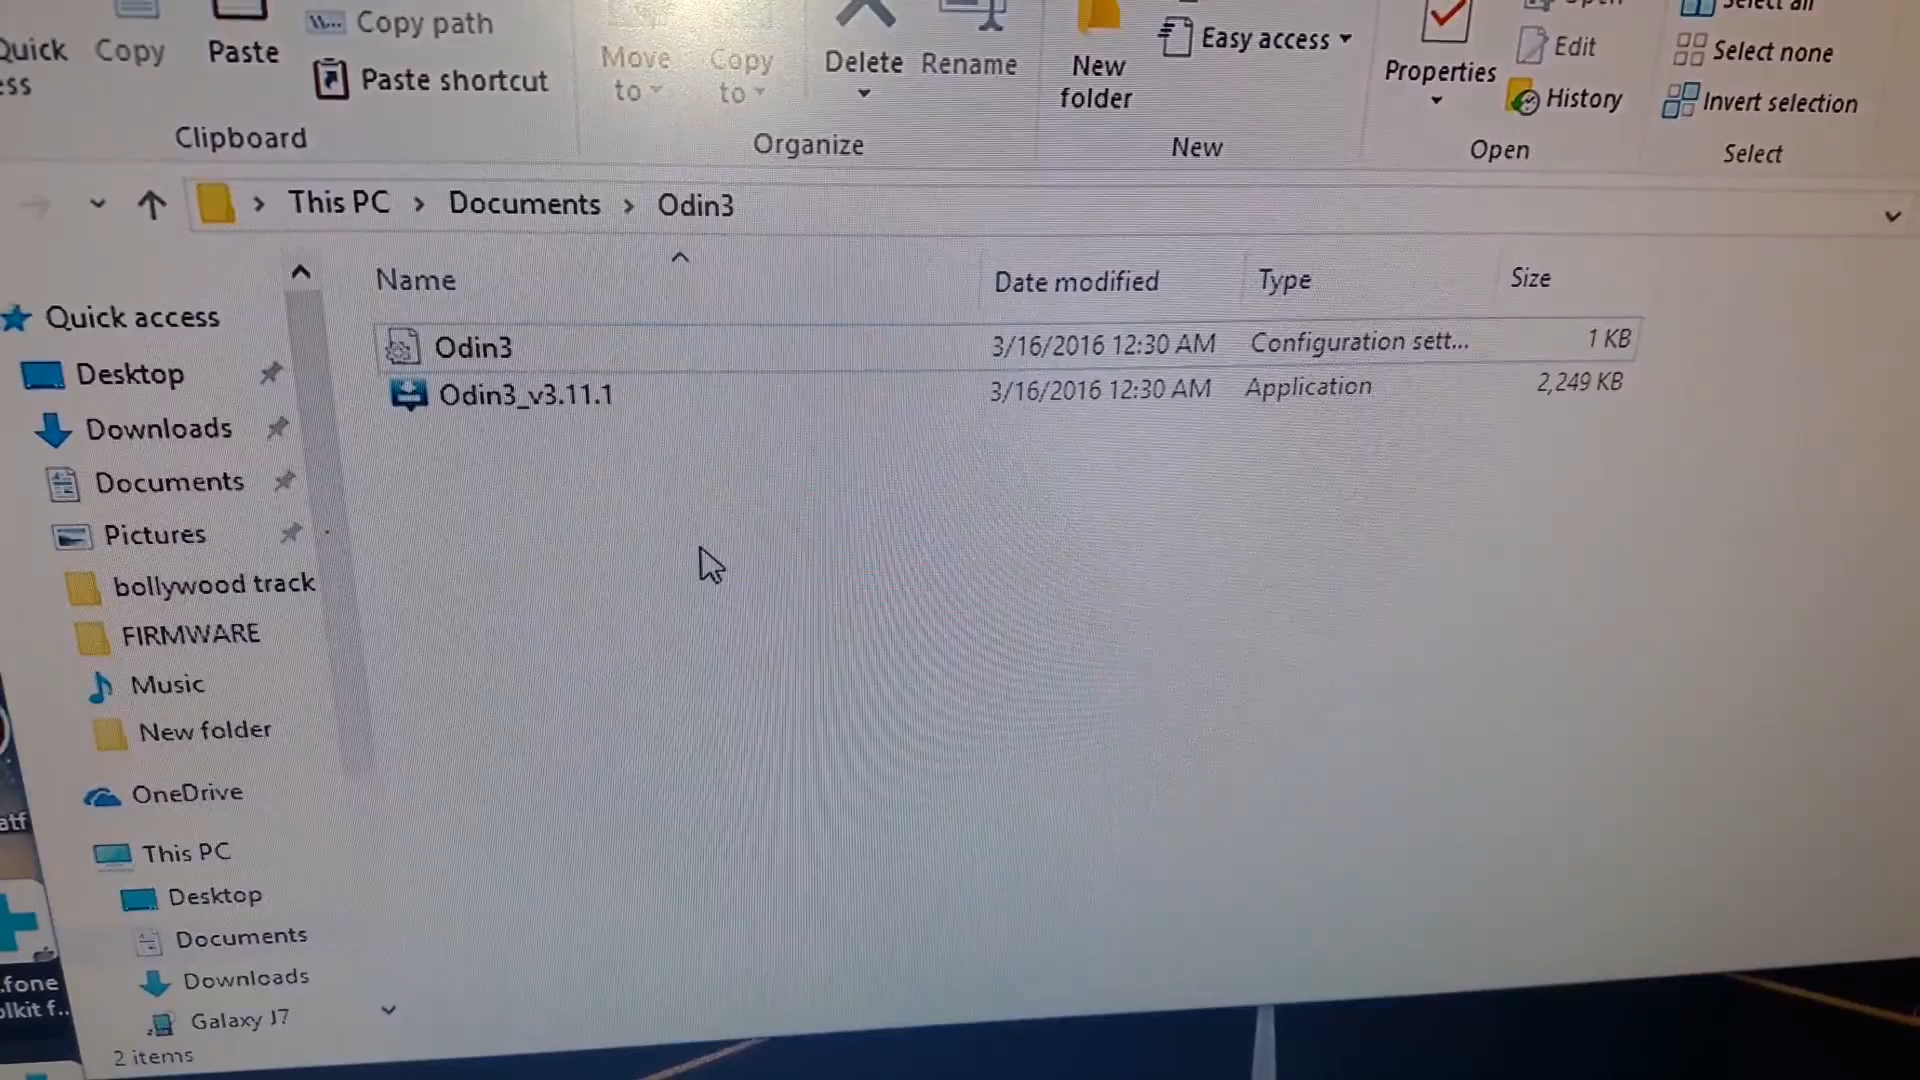 Quick
Copy
Paste
Copy path
Paste shortcut
Clipboard
Move
to
Copy
to
Delete
Rename
Organize
New
folder
Easy access
New
Properties
Edit
History
Open
Select all
Select none
Invert selection
Select
> This PC > Documents > Odin3
Name
Date modified
Type
Size
Odin3
3/16/2016 12:30 AM
Configuration sett...
1 KB
Odin3_v3.11.1
3/16/2016 12:30 AM
Application
2,249 KB
Quick access
Desktop
Downloads
Documents
Pictures
bollywood track
FIRMWARE
Music
New folder
OneDrive
This PC
Desktop
Documents
Downloads
Galaxy J7
2 items
.fone
lkit f...